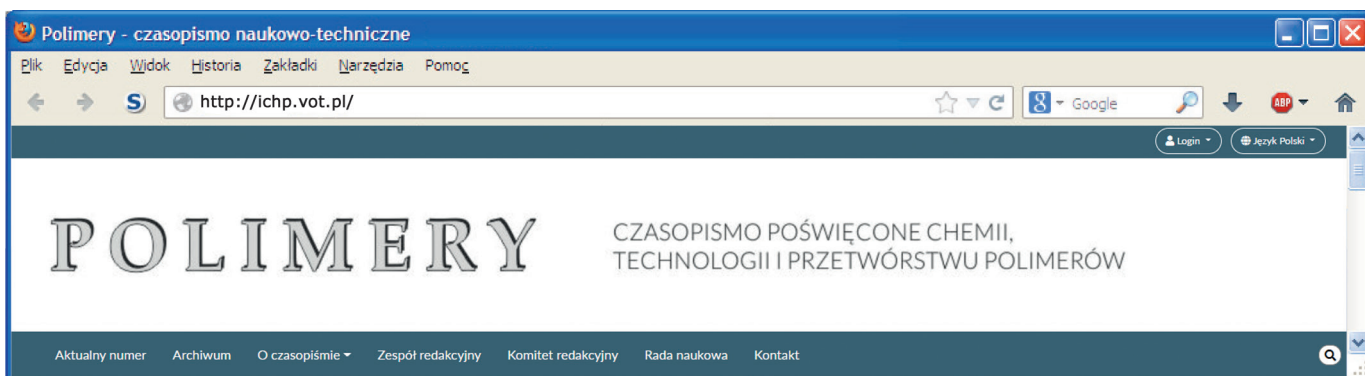 Polimery - czasopismo naukowo-techniczne
Plik Edycja Widok Historia Zakładki Narzędzia Pomoc
S http://ichp.vot.pl/ 8 Google ABP
Login Język Polski
POLIMERY
CZASOPISMO POŚWIĘCONE CHEMII,
TECHNOLOGII I PRZETWÓRSTWU POLIMERÓW
Aktualny numer Archiwum O czasopiśmie Zespół redakcyjny Komitet redakcyjny Rada naukowa Kontakt